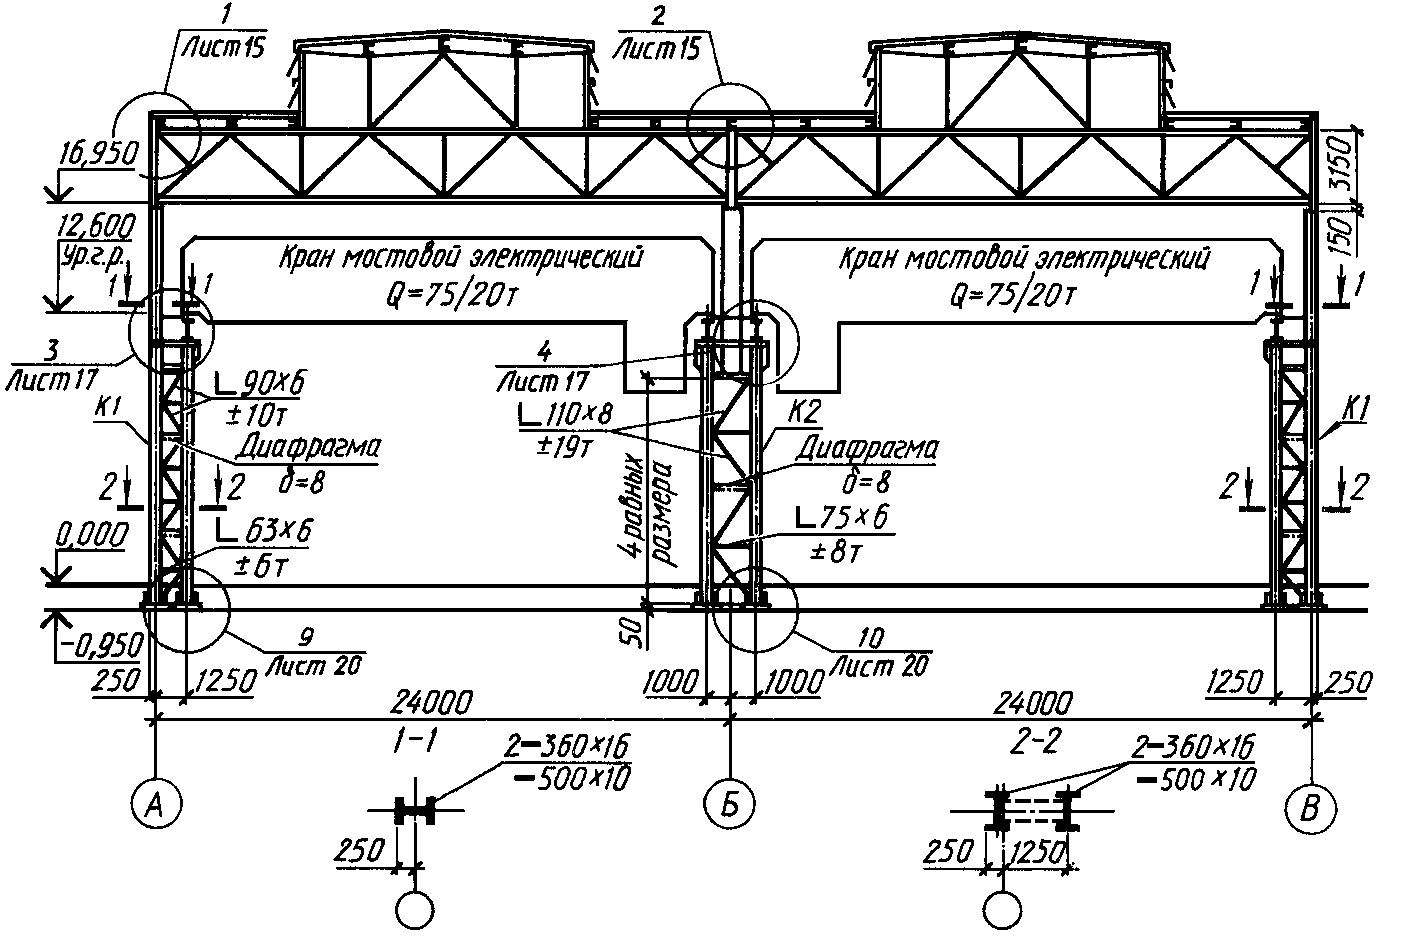 1
Лист 15
2
Лист 15
16,950
3150
12,600
Ур.г.р.
150
Кран мостовой электрический
Q=75/20т
Кран мостовой электрический
Q=75/20т
1
1
1
1
3
Лист 17
4
Лист 17
∟90×6
±10т
К1
∟110×8
±19т
К2
К1
Диафрагма
δ=8
Диафрагма
δ=8
2
2
2
2
4 равных
размера
∟63×6
±6т
∟75×6
±8т
0,000
-0,950
50
9
Лист 20
10
Лист 20
250
1250
1000
1000
1250
250
24000
24000
1-1
2-2
2-360×16
-500×10
2-360×16
-500×10
А
Б
В
250
250
1250